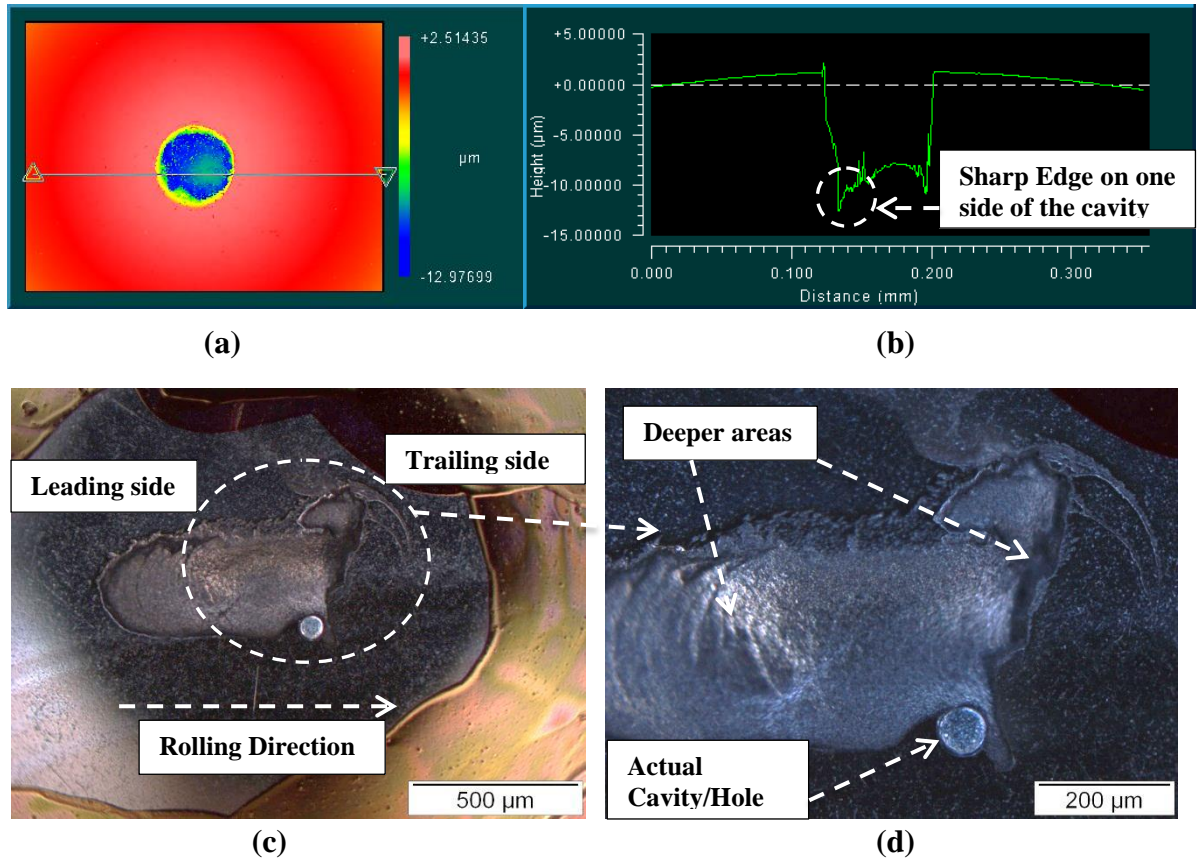 +2.51435
µm
-12.97699
+5.00000
+0.00000
-5.00000
-10.00000
-15.00000
Height (µm)
Sharp Edge on one
side of the cavity
0.000
0.100
0.200
0.300
Distance (mm)
(a)
(b)
Leading side
Trailing side
Rolling Direction
500 µm
Deeper areas
Actual
Cavity/Hole
200 µm
(c)
(d)